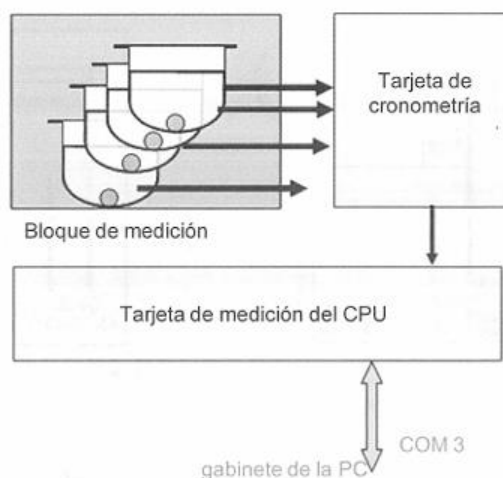 Tarjeta de
cronometría
Bloque de medición
Tarjeta de medición del CPU
COM 3
gabinete de la PC